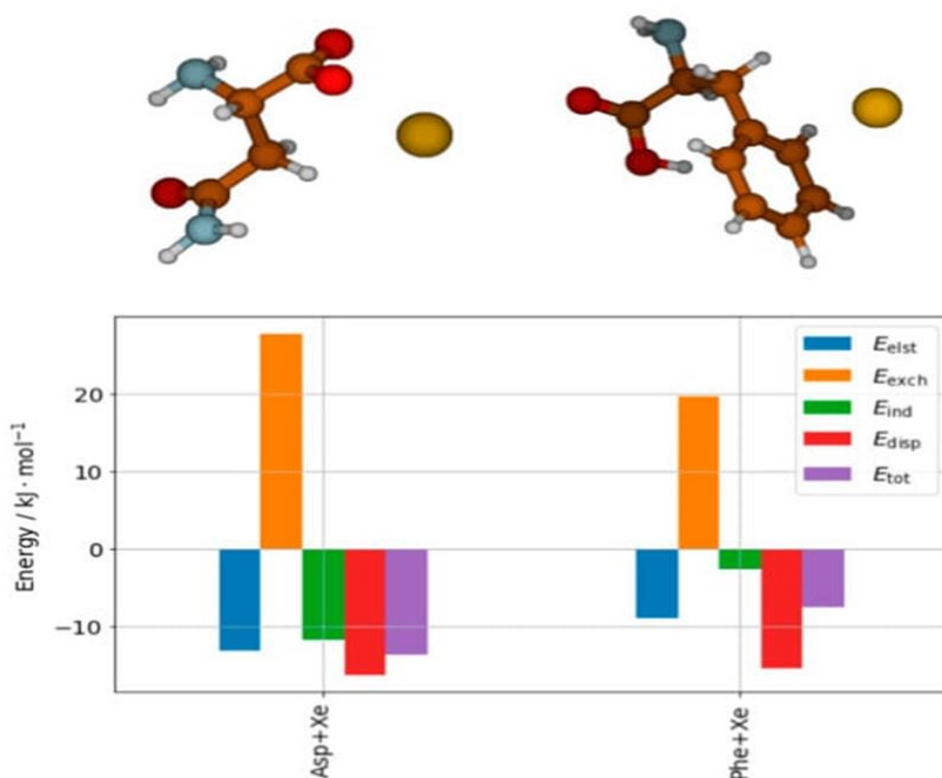 E_elst
E_exch
E_ind
E_disp
E_tot
Energy / kJ · mol⁻¹
20
10
0
−10
Asp+Xe
Phe+Xe